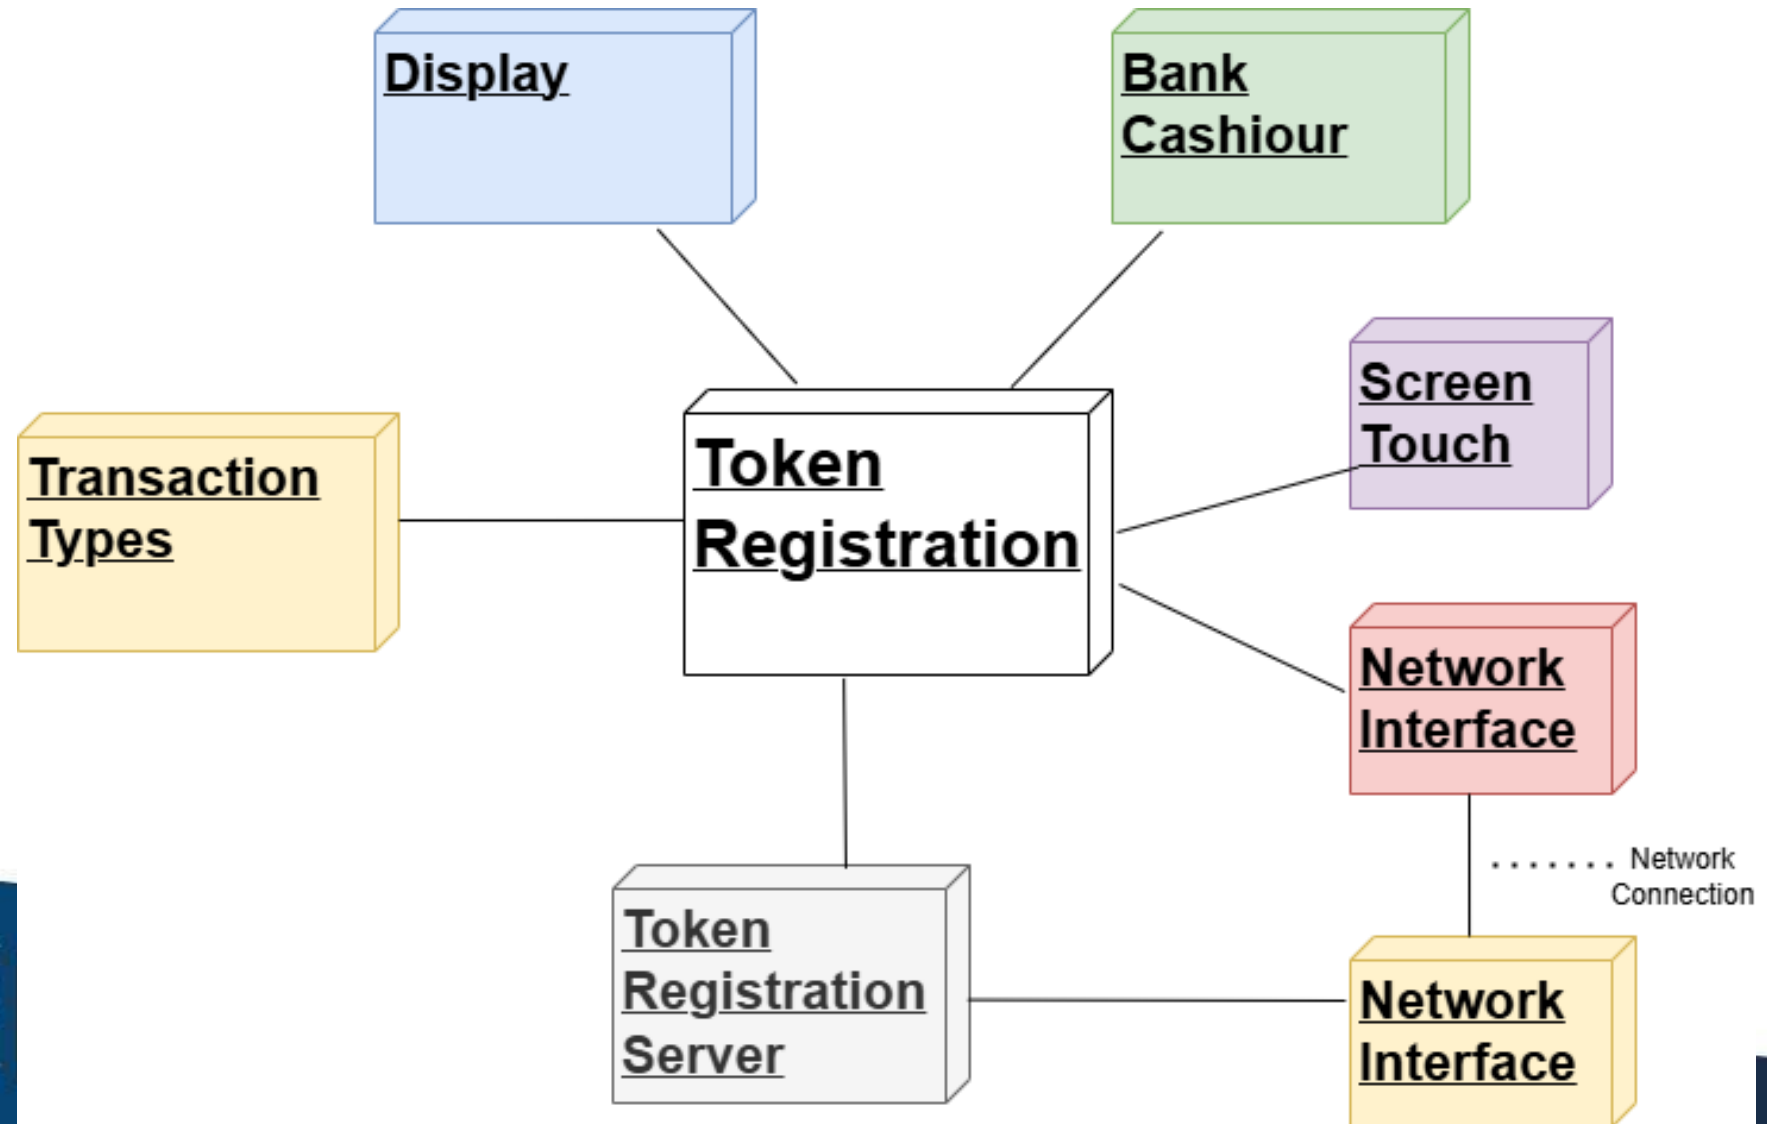 Display
Bank
Cashiour
Screen
Touch
Transaction
Types
Token
Registration
Network
Interface
Network
Connection
Token
Registration
Server
Network
Interface